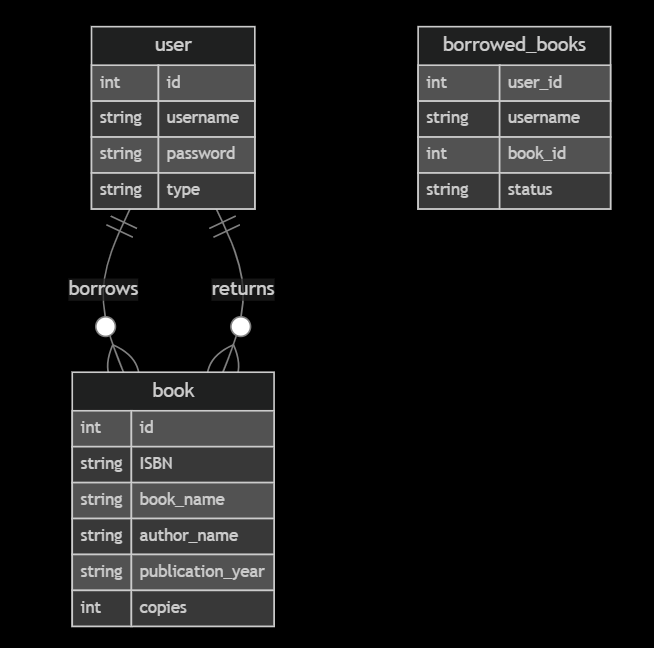 user
int id
string username
string password
string type
borrowed_books
int user_id
string username
int book_id
string status
borrows
returns
book
int id
string ISBN
string book_name
string author_name
string publication_year
int copies